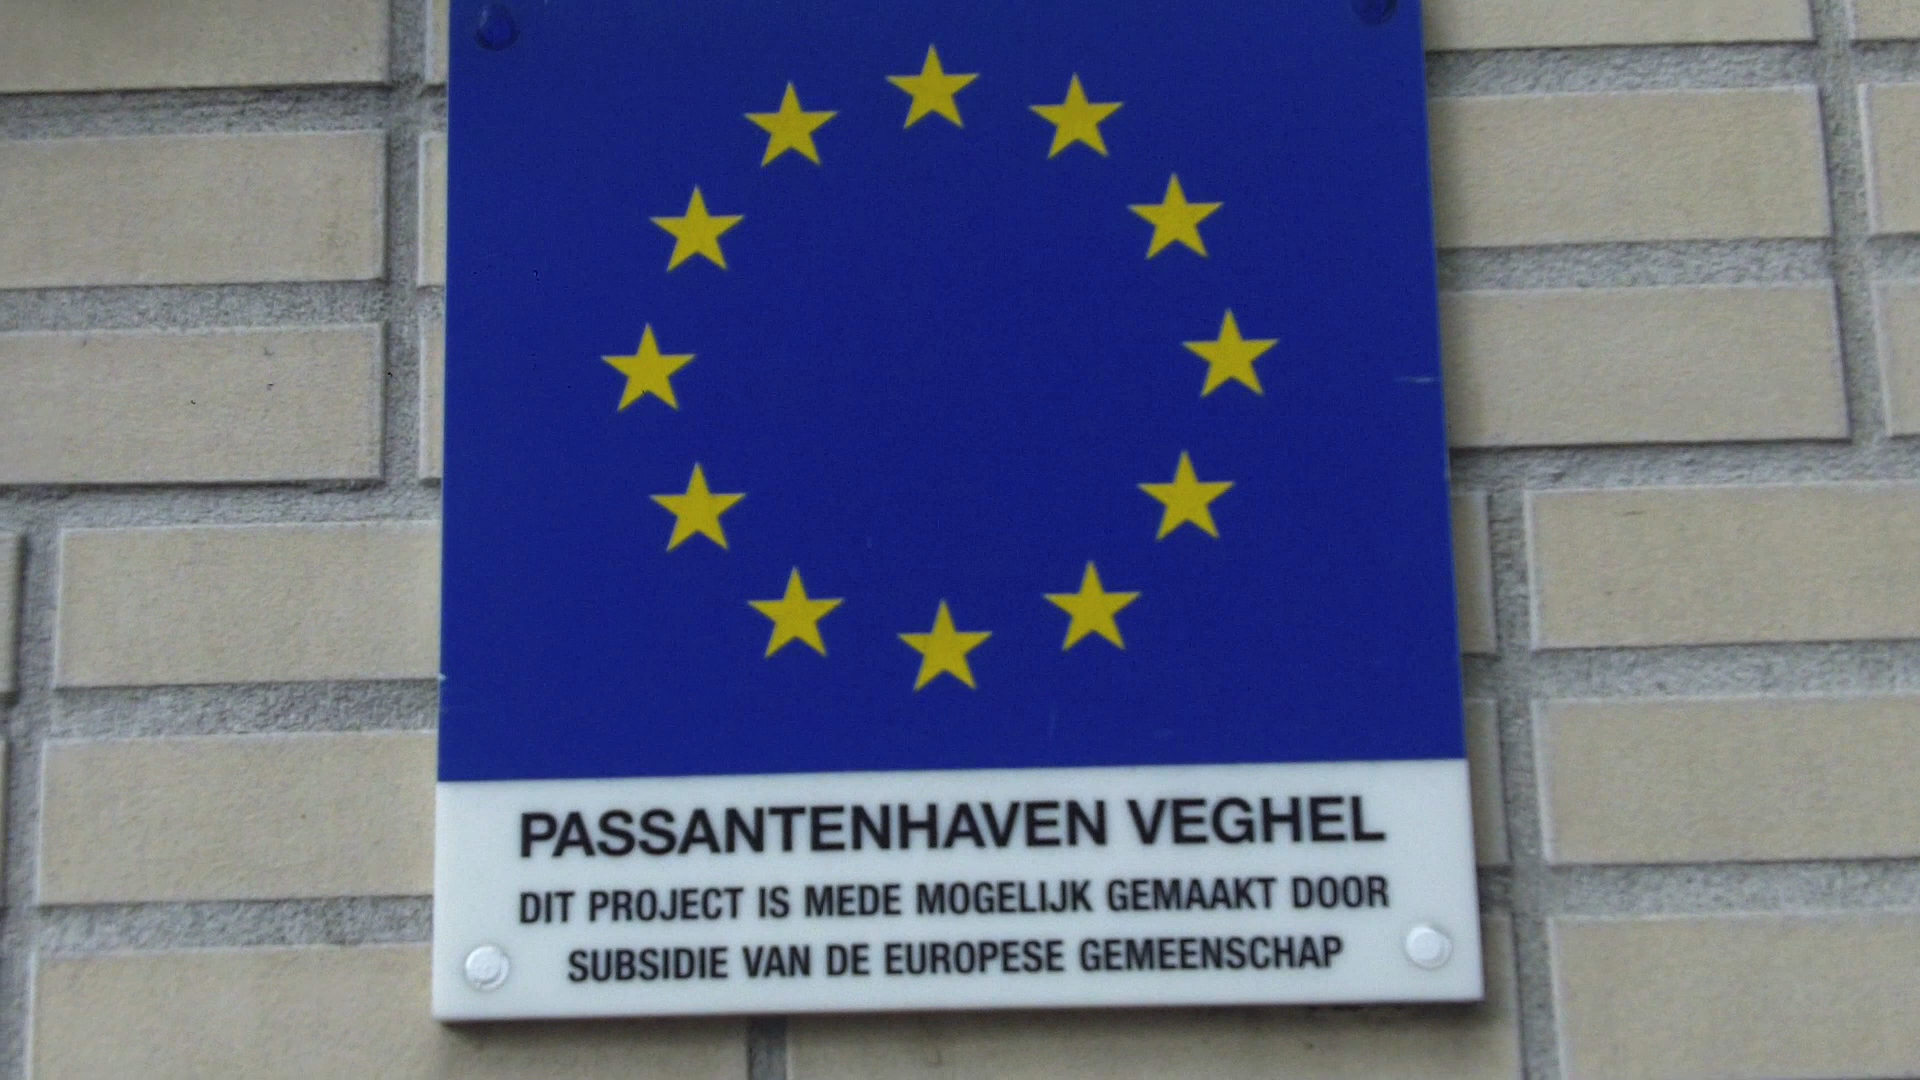 PASSANTENHAVEN VEGHEL
DIT PROJECT IS MEDE MOGELIJK GEMAAKT DOOR
SUBSIDIE VAN DE EUROPESE GEMEENSCHAP